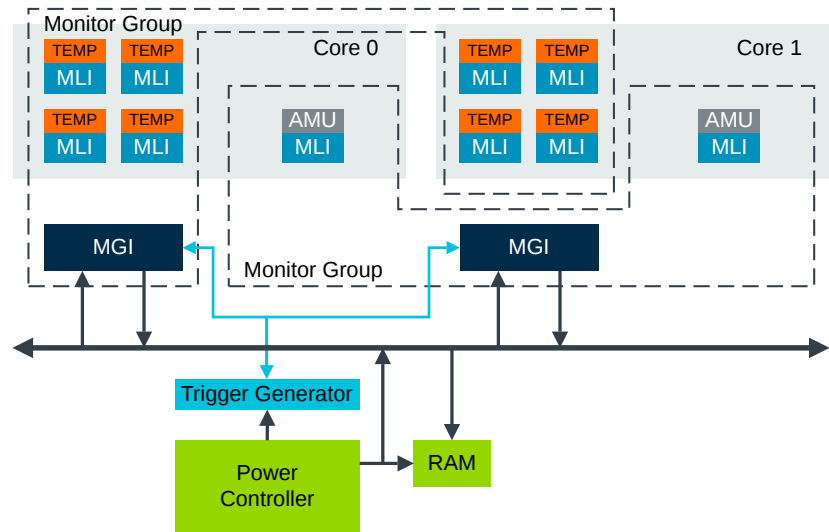 Monitor Group
Core 0
Core 1
TEMP TEMP TEMP TEMP
MLI MLI MLI MLI
TEMP TEMP AMU TEMP TEMP AMU
MLI MLI MLI MLI MLI MLI
MGI MGI
Monitor Group
Trigger Generator
Power
Controller
RAM